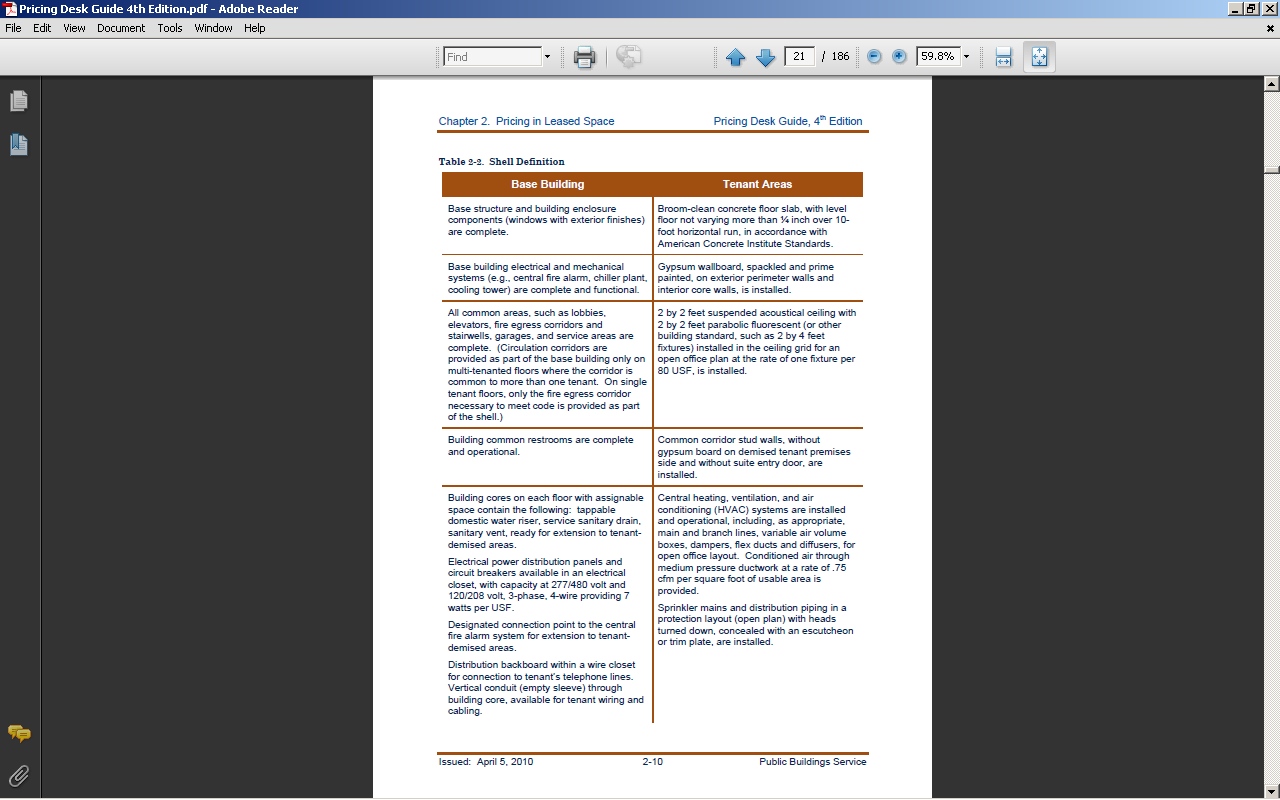 Pricing Desk Guide 4th Edition.pdf - Adobe Reader
File Edit View Document Tools Window Help
Find
21 / 186
59.8%
Chapter 2. Pricing in Leased Space
Pricing Desk Guide, 4th Edition
Table 2-2. Shell Definition
Base Building
Tenant Areas
Base structure and building enclosure
components (windows with exterior finishes)
are complete.
Broom-clean concrete floor slab, with level
floor not varying more than ¼ inch over 10-
foot horizontal run, in accordance with
American Concrete Institute Standards.
Base building electrical and mechanical
systems (e.g., central fire alarm, chiller plant,
cooling tower) are complete and functional.
Gypsum wallboard, spackled and prime
painted, on exterior perimeter walls and
interior core walls, is installed.
All common areas, such as lobbies,
elevators, fire egress corridors and
stairwells, garages, and service areas are
complete. (Circulation corridors are
provided as part of the base building only on
multi-tenanted floors where the corridor is
common to more than one tenant. On single
tenant floors, only the fire egress corridor
necessary to meet code is provided as part
of the shell.)
2 by 2 feet suspended acoustical ceiling with
2 by 2 feet parabolic fluorescent (or other
building standard, such as 2 by 4 feet
fixtures) installed in the ceiling grid for an
open office plan at the rate of one fixture per
80 USF, is installed.
Building common restrooms are complete
and operational.
Common corridor stud walls, without
gypsum board on demised tenant premises
side and without suite entry door, are
installed.
Building cores on each floor with assignable
space contain the following: tappable
domestic water riser, service sanitary drain,
sanitary vent, ready for extension to tenant-
demised areas.
Electrical power distribution panels and
circuit breakers available in an electrical
closet, with capacity at 277/480 volt and
120/208 volt, 3-phase, 4-wire providing 7
watts per USF.
Designated connection point to the central
fire alarm system for extension to tenant-
demised areas.
Distribution backboard within a wire closet
for connection to tenant's telephone lines.
Vertical conduit (empty sleeve) through
building core, available for tenant wiring and
cabling.
Central heating, ventilation, and air
conditioning (HVAC) systems are installed
and operational, including, as appropriate,
main and branch lines, variable air volume
boxes, dampers, flex ducts and diffusers, for
open office layout. Conditioned air through
medium pressure ductwork at a rate of .75
cfm per square foot of usable area is
provided.
Sprinkler mains and distribution piping in a
protection layout (open plan) with heads
turned down, concealed with an escutcheon
or trim plate, are installed.
Issued: April 5, 2010
2-10
Public Buildings Service